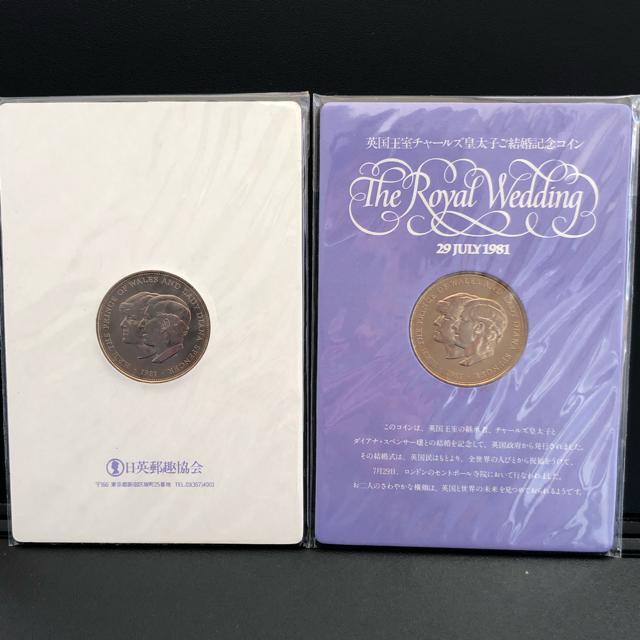 日英郵趣協会
英国王室チャールズ皇太子ご結婚記念コイン
The Royal Wedding
29 JULY 1981
このコインは、英国王室の継承者、チャールズ皇太子と
ダイアナ・スペンサー嬢との結婚を記念して、英国政府から発行されました。
その結婚式は、英国民はもとより、全世界の人びとから祝福をうけて、
7月29日、ロンドンのセントポール寺院において行なわれました。
お二人のさわやかな横顔は、英国と世界の未来を見つめておられるようです。
PRINCE OF WALES AND LADY DIANA SPENCER
1981
THE PRINCE OF WALES AND LADY DIANA SPENCER